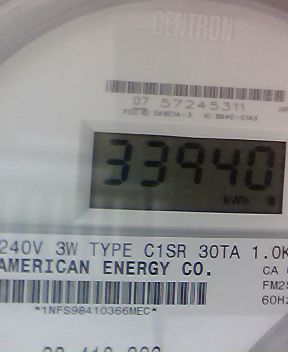 CENTRON
07 57245311
33940
kWh
240V 3W TYPE C1SR 30TA 1.0K
AMERICAN ENERGY CO.
CA
FM2S
60Hz
*1NFS98410366MEC*